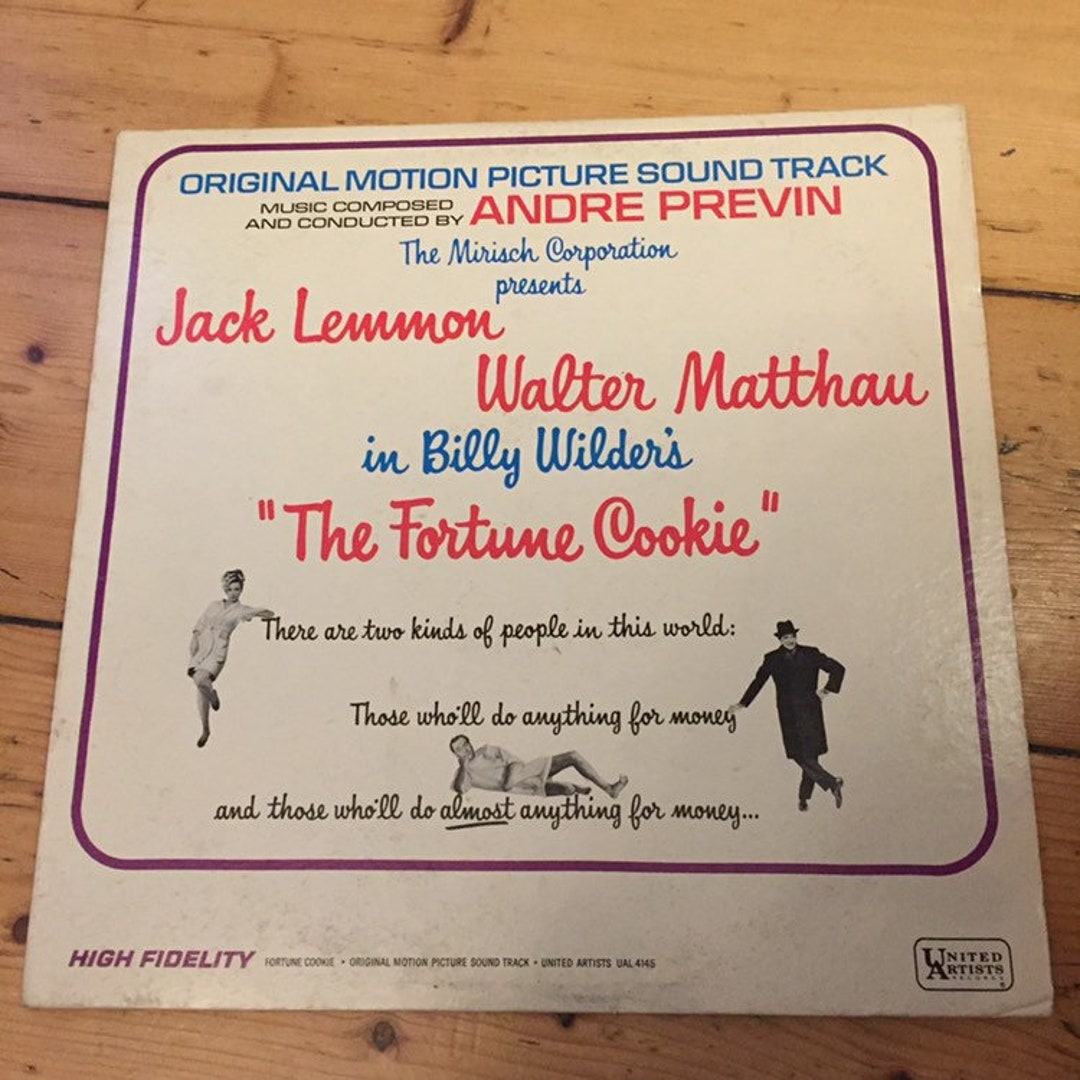 ORIGINAL MOTION PICTURE SOUND TRACK
MUSIC COMPOSED
AND CONDUCTED BY ANDRE PREVIN
The Mirisch Corporation
presents
Jack Lemmon
Walter Matthau
in Billy Wilder's
"The Fortune Cookie"
There are two kinds of people in this world:
Those who'll do anything for money
and those who'll do almost anything for money...
HIGH FIDELITY FORTUNE COOKIE • ORIGINAL MOTION PICTURE SOUND TRACK • UNITED ARTISTS UAL 4145
UNITED
ARTISTS
RECORDS